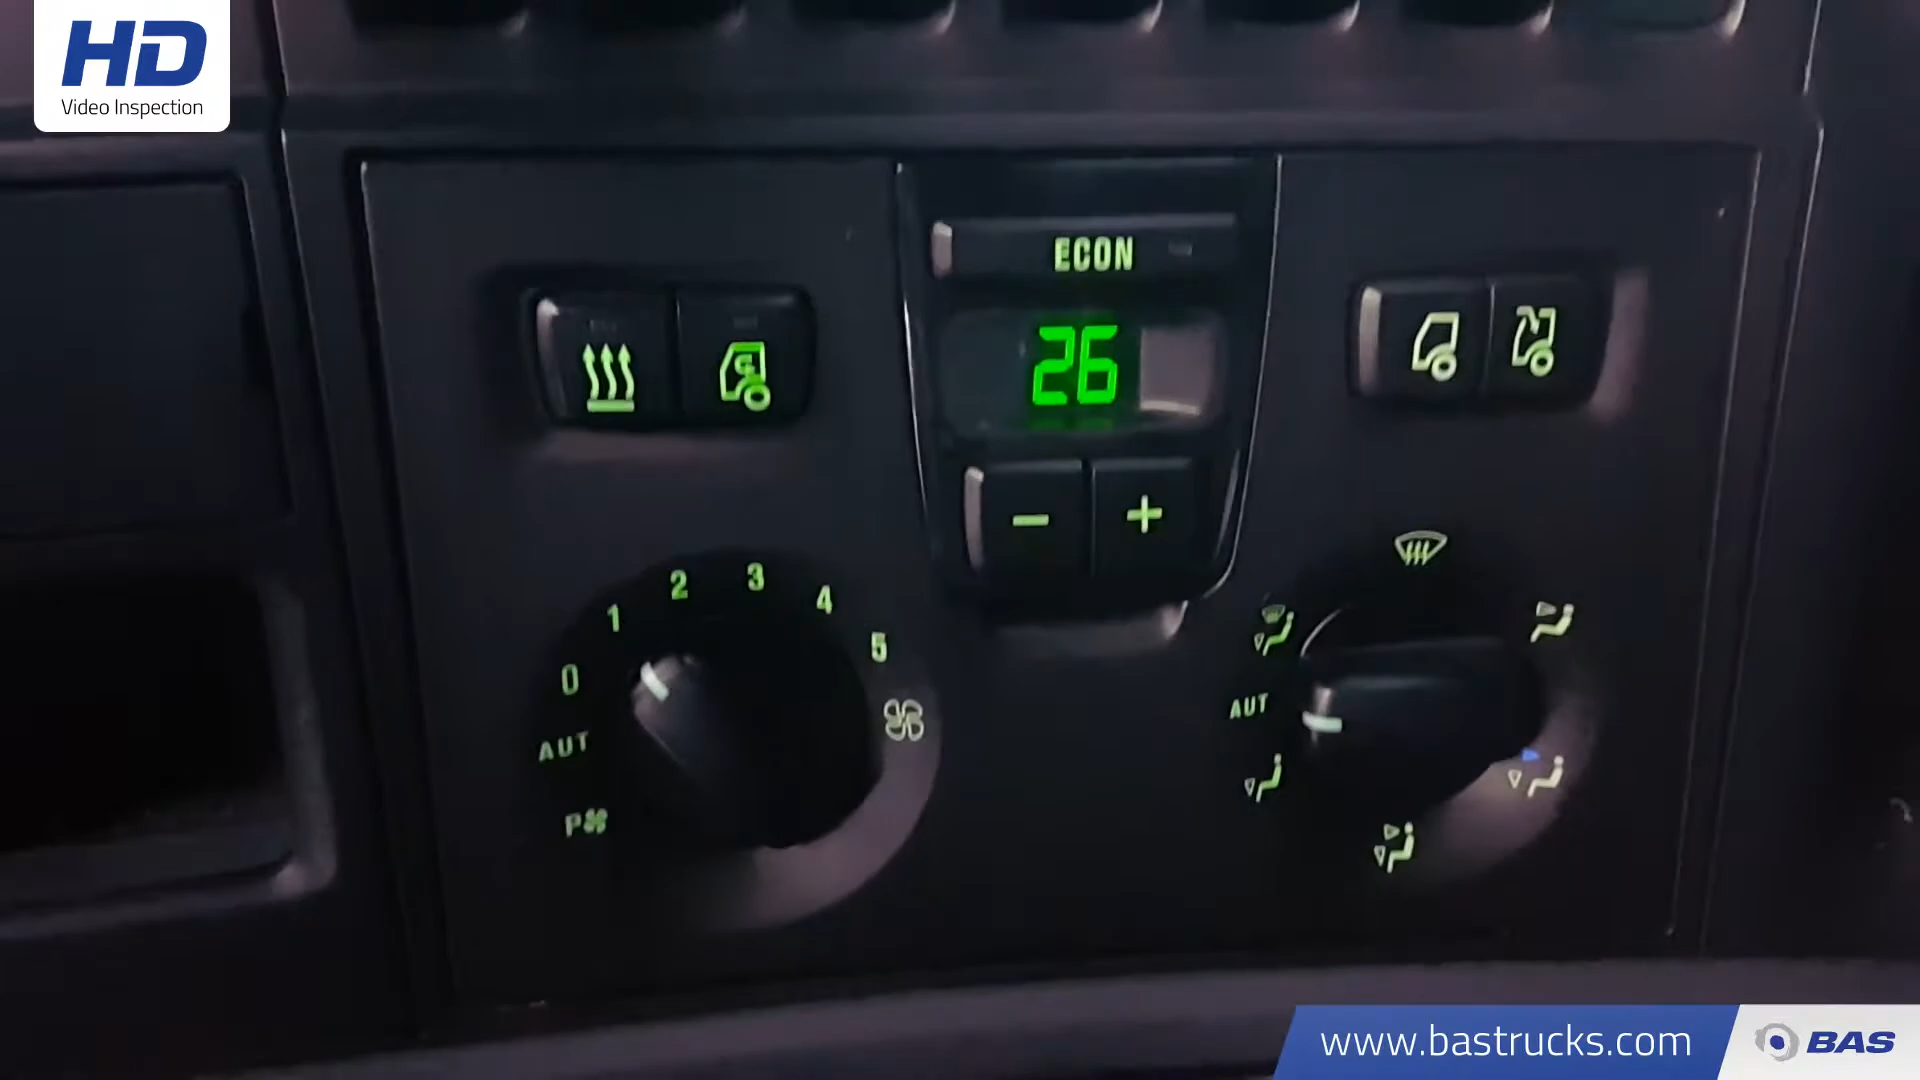 HD
Video Inspection
ECON
26
- +
0 1 2 3 4 5
AUT
P
AUT
www.bastrucks.com
BAS